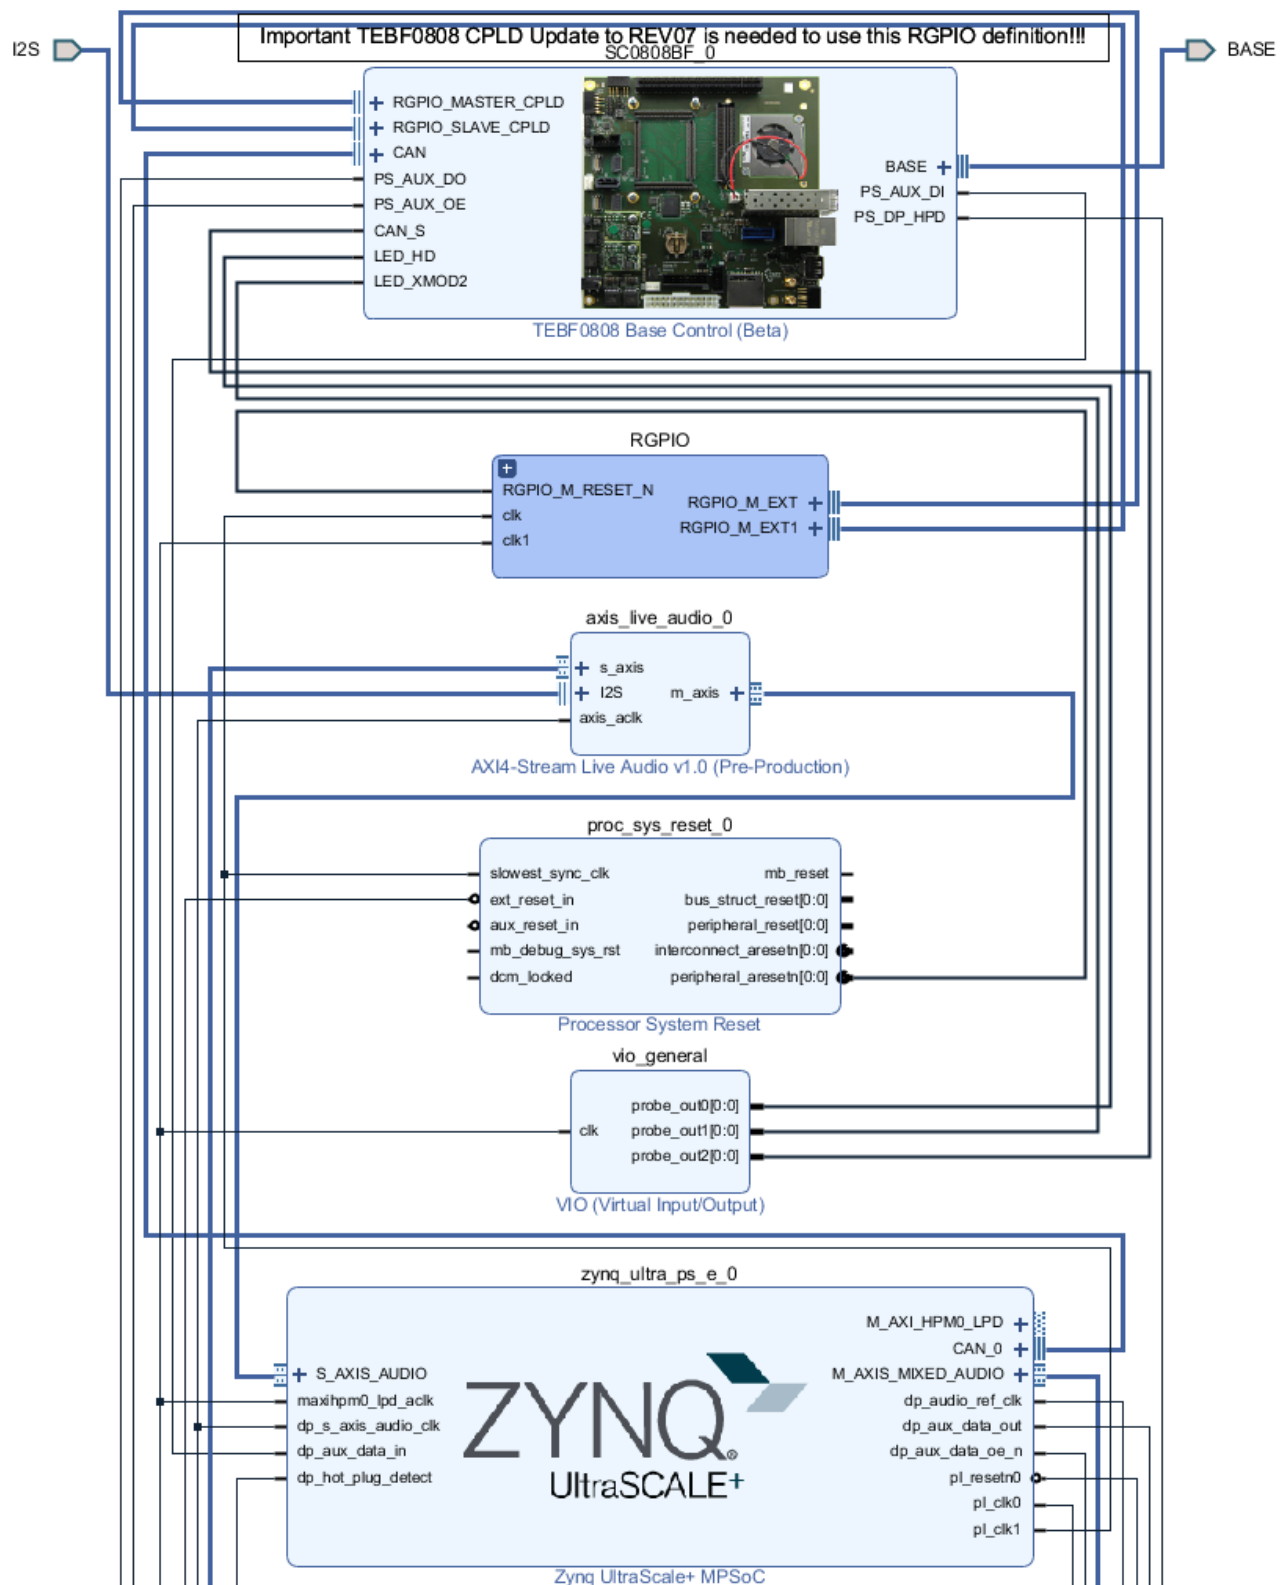 Important TEBF0808 CPLD Update to REV07 is needed to use this RGPIO definition!!!
I2S
BASE
SC0808BF_0
RGPIO_MASTER_CPLD
RGPIO_SLAVE_CPLD
CAN
PS_AUX_DO
PS_AUX_OE
CAN_S
LED_HD
LED_XMOD2
BASE
PS_AUX_DI
PS_DP_HPD
TEBF0808 Base Control (Beta)
RGPIO
RGPIO_M_RESET_N
clk
clk1
RGPIO_M_EXT
RGPIO_M_EXT1
axis_live_audio_0
s_axis
I2S
axis_aclk
m_axis
AXI4-Stream Live Audio v1.0 (Pre-Production)
proc_sys_reset_0
slowest_sync_clk
ext_reset_in
aux_reset_in
mb_debug_sys_rst
dcm_locked
mb_reset
bus_struct_reset[0:0]
peripheral_reset[0:0]
interconnect_aresetn[0:0]
peripheral_aresetn[0:0]
Processor System Reset
vio_general
clk
probe_out0[0:0]
probe_out1[0:0]
probe_out2[0:0]
VIO (Virtual Input/Output)
zynq_ultra_ps_e_0
S_AXIS_AUDIO
maxihpm0_lpd_aclk
dp_s_axis_audio_clk
dp_aux_data_in
dp_hot_plug_detect
ZYNQ®
UltraSCALE+
M_AXI_HPM0_LPD
CAN_0
M_AXIS_MIXED_AUDIO
dp_audio_ref_clk
dp_aux_data_out
dp_aux_data_oe_n
pl_resetn0
pl_clk0
pl_clk1
Zynq UltraScale+ MPSoC